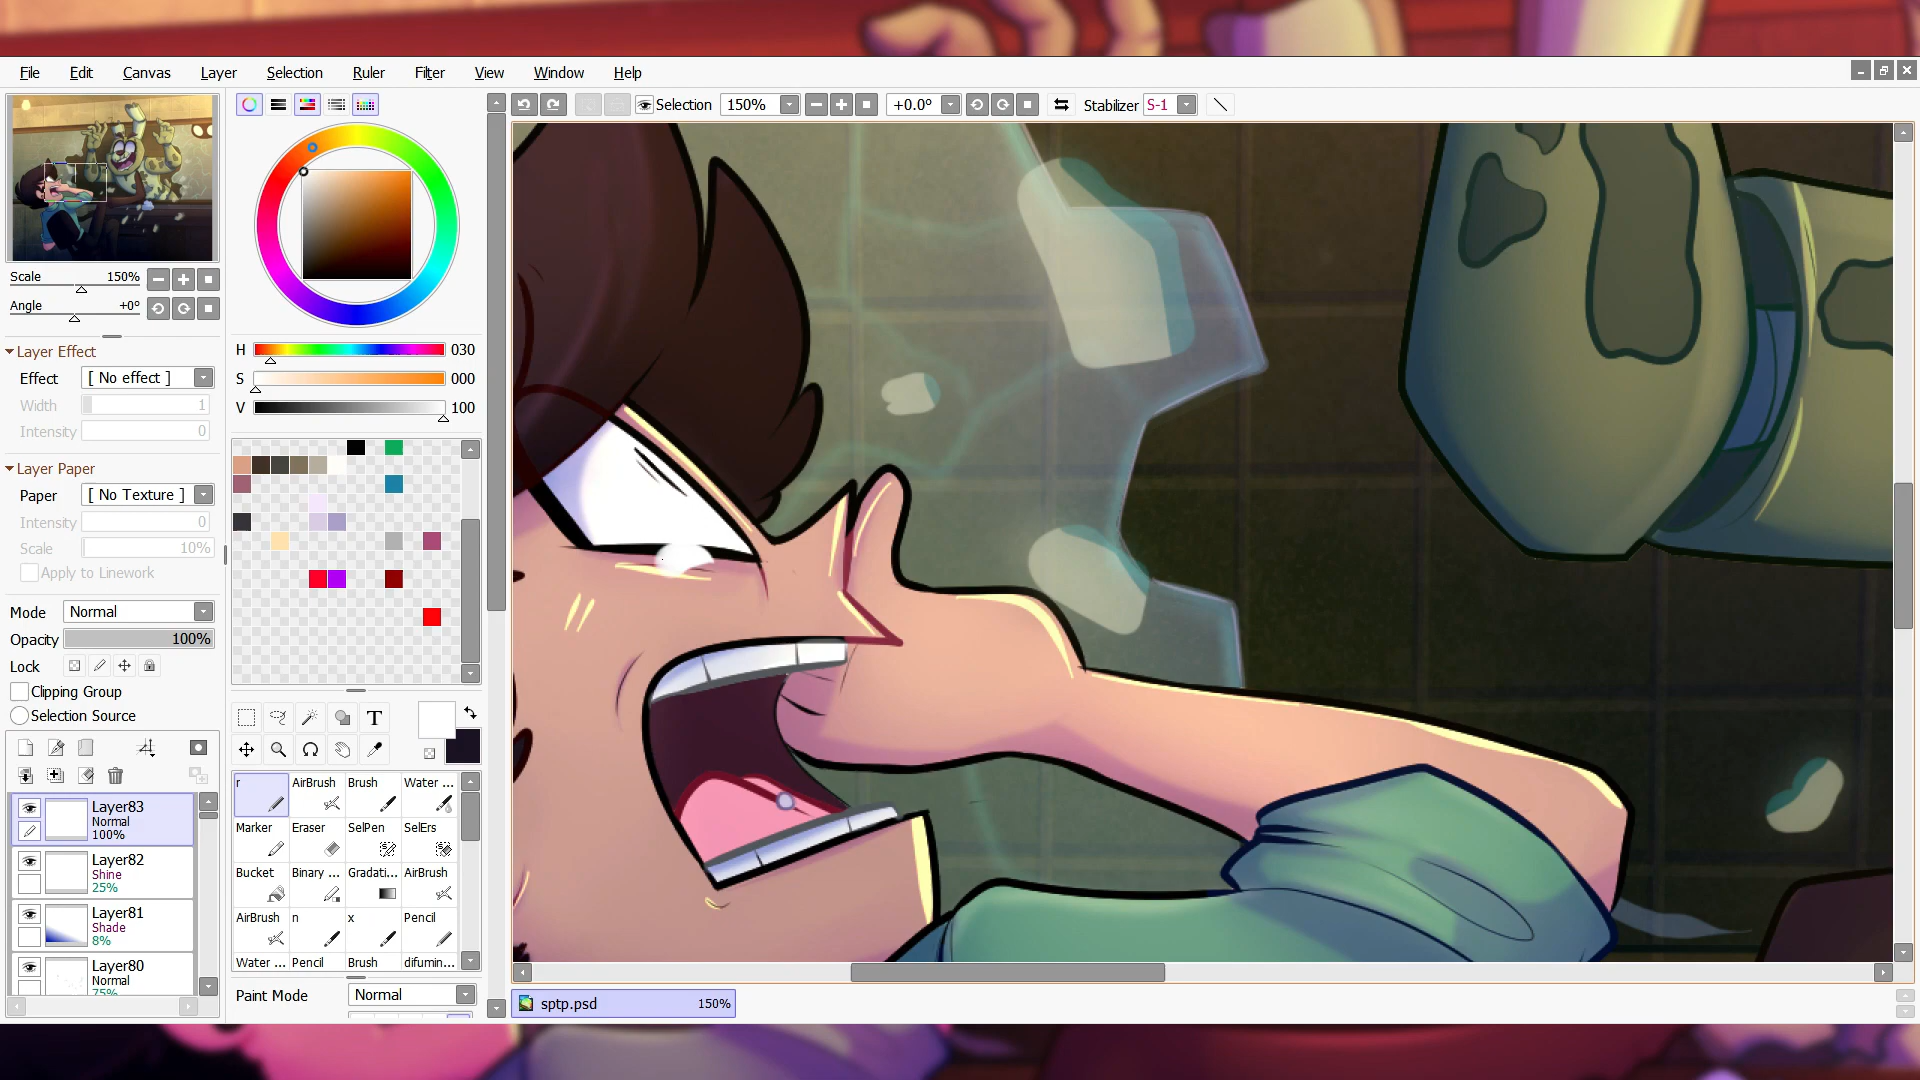 File Edit Canvas Layer Selection Ruler Filter View Window Help
Selection 150% +0.0° Stabilizer S-1
Scale 150%
Angle +0°
Layer Effect
Effect [ No effect ]
Width 1
Intensity 0
Layer Paper
Paper [ No Texture ]
Intensity 0
Scale 10%
Apply to Linework
Mode Normal
Opacity 100%
Lock
Clipping Group
Selection Source
Layer83
Normal
100%
Layer82
Shine
25%
Layer81
Shade
8%
Layer80
Normal
75%
H 030
S 000
V 100
T
r AirBrush Brush Water ...
Marker Eraser SelPen SelErs
Bucket Binary ... Gradati... AirBrush
AirBrush n x Pencil
Water ... Pencil Brush difumin...
Paint Mode Normal
sptp.psd 150%